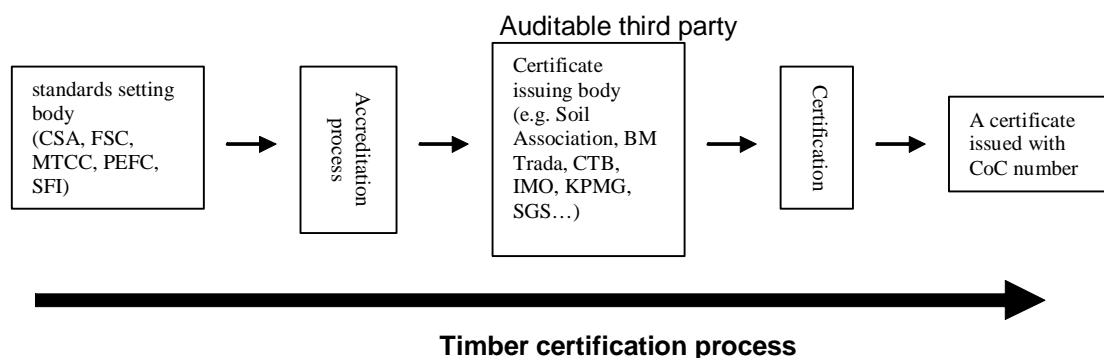 Auditable third party
standards setting
body
(CSA, FSC,
MTCC, PEFC,
SFI)
Accreditation
process
Certificate
issuing body
(e.g. Soil
Association, BM
Trada, CTB,
IMO, KPMG,
SGS…)
Certification
A certificate
issued with
CoC number
Timber certification process